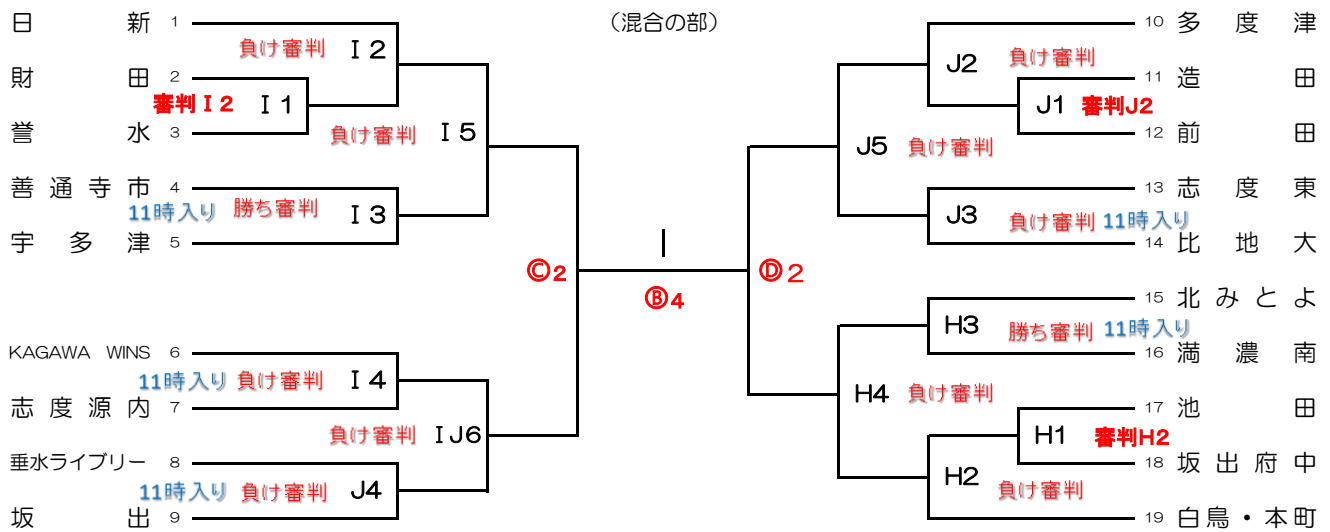 （混合の部）
日新 1
負け審判 Ｉ２
財田 2
審判Ｉ２ Ｉ１
誉水 3
負け審判 Ｉ５
善通寺市 4
11時入り 勝ち審判 Ｉ３
宇多津 5
KAGAWA WINS 6
11時入り 負け審判 Ｉ４
志度源内 7
負け審判 ＩJ6
垂水ライブリー 8
11時入り 負け審判 J4
坂出 9
Ⓒ2
Ⓑ4
Ⓓ２
10 多度津
J2 負け審判
11 造田
J1 審判J2
12 前田
J5 負け審判
13 志度東
J3 負け審判 11時入り
14 比地大
15 北みとよ
H3 勝ち審判 11時入り
16 満濃南
H4 負け審判
17 池田
H1 審判H2
18 坂出府中
H2 負け審判
19 白鳥・本町